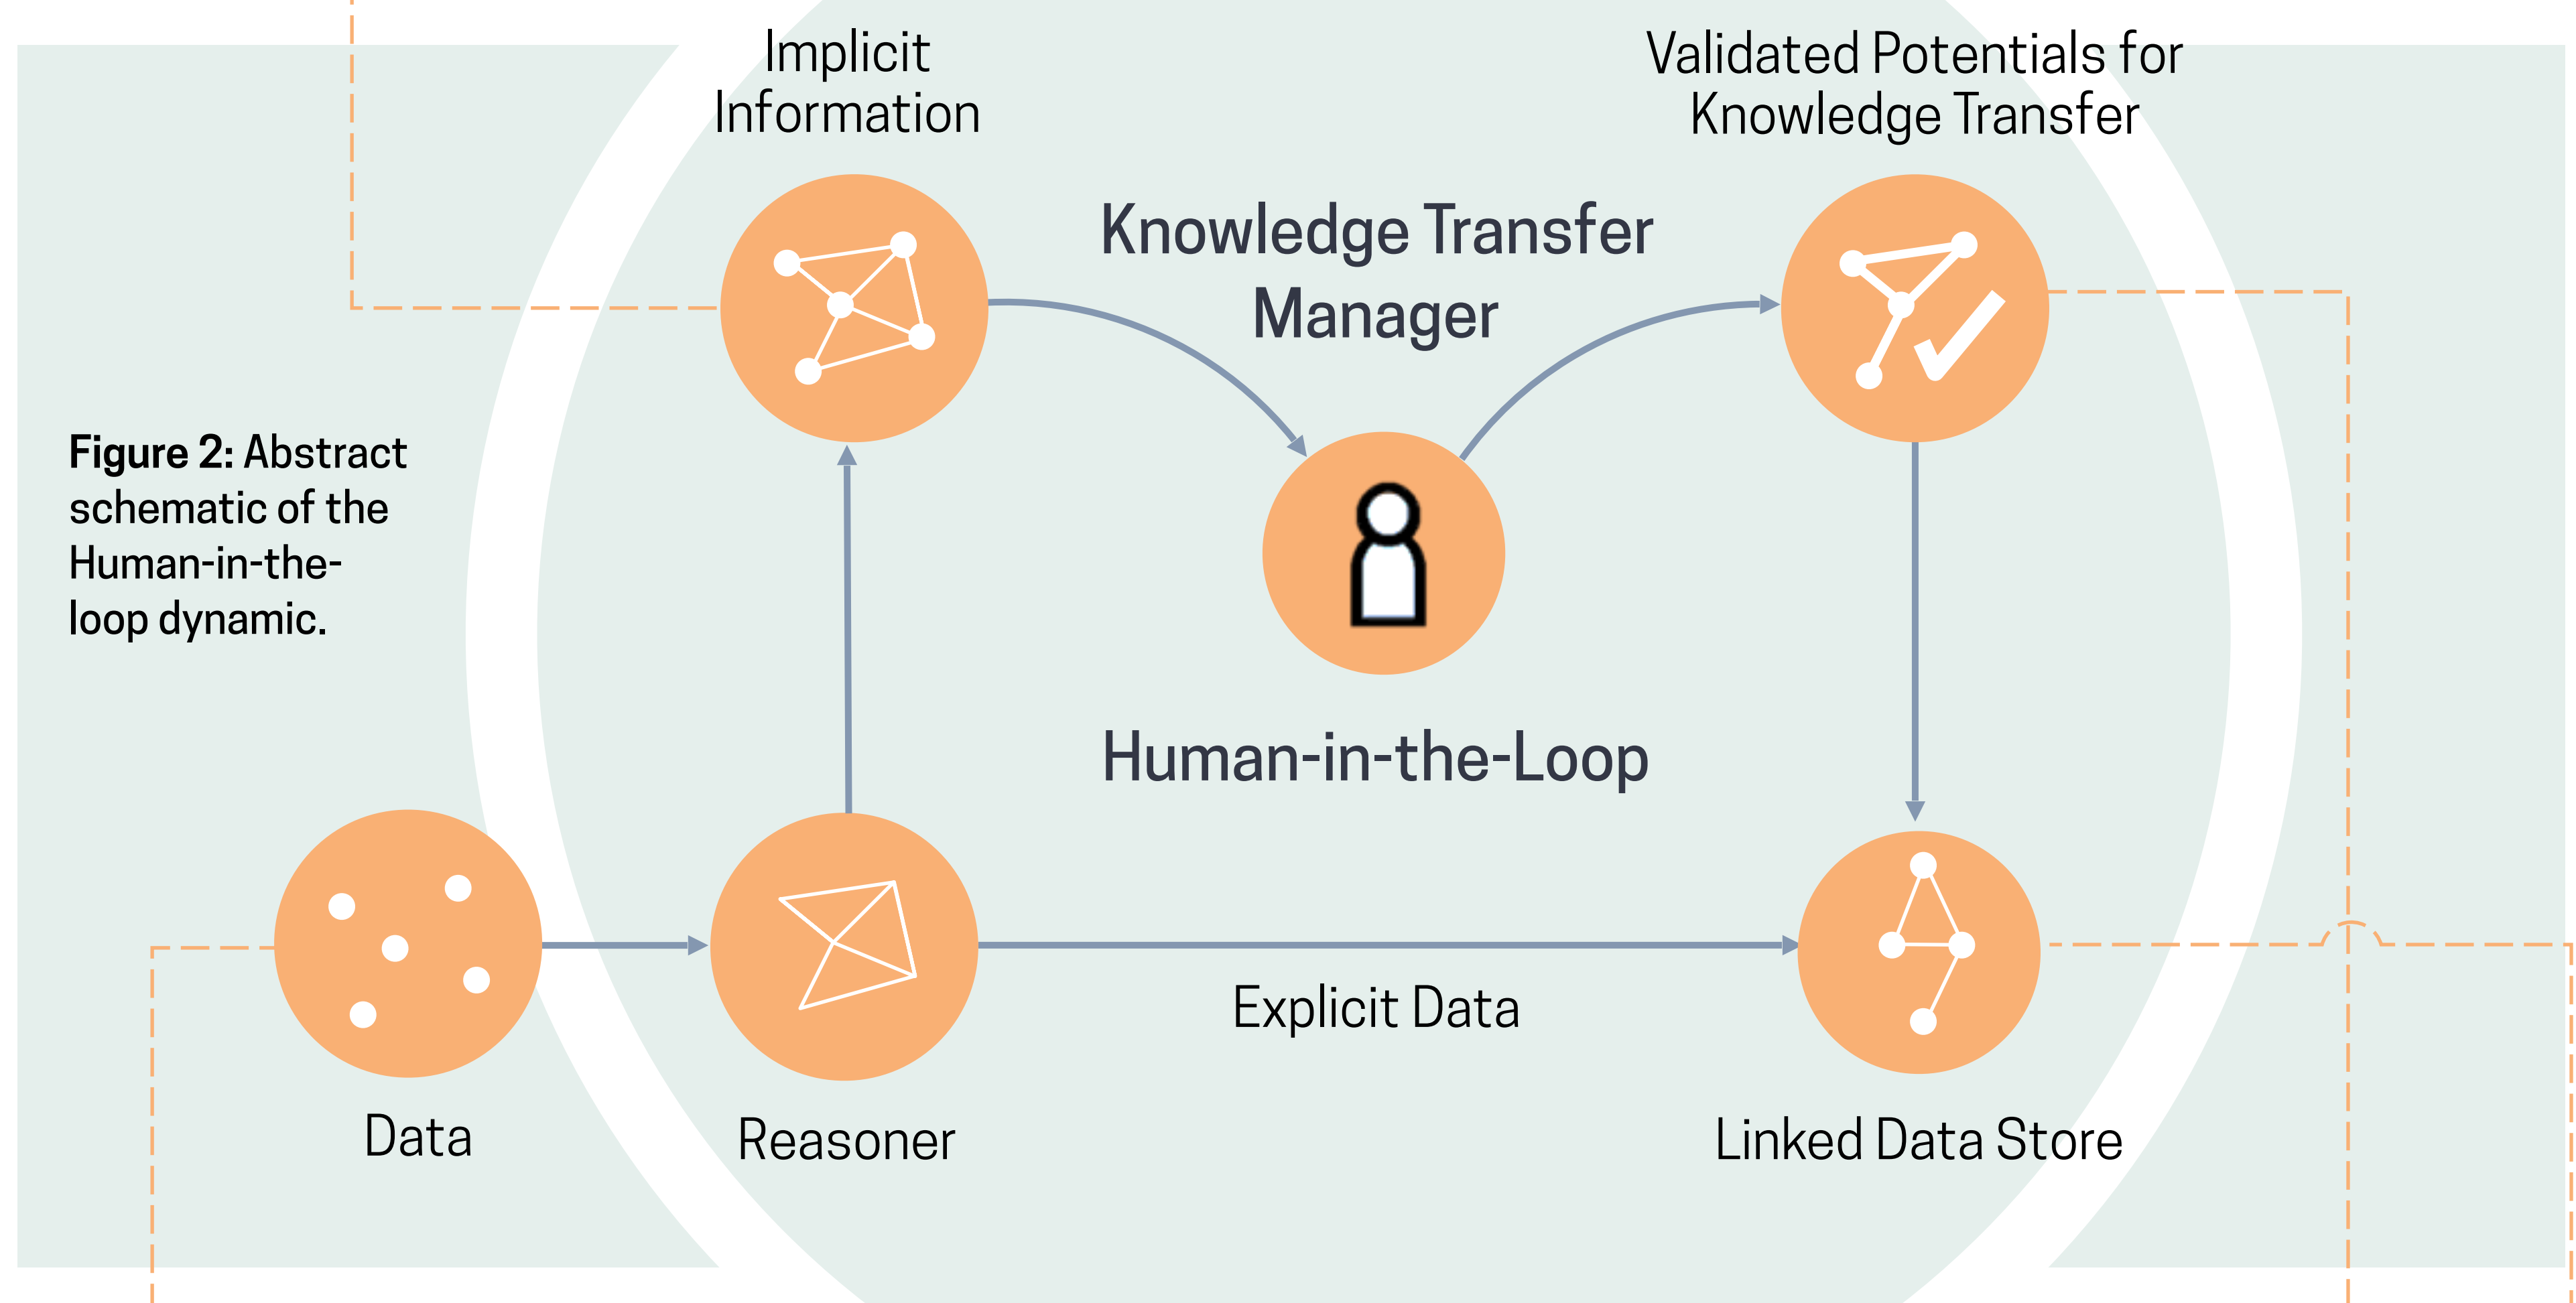 Implicit
Information
Validated Potentials for
Knowledge Transfer
Knowledge Transfer
Manager
Figure 2: Abstract
schematic of the
Human-in-the-
loop dynamic.
Human-in-the-Loop
Explicit Data
Data
Reasoner
Linked Data Store